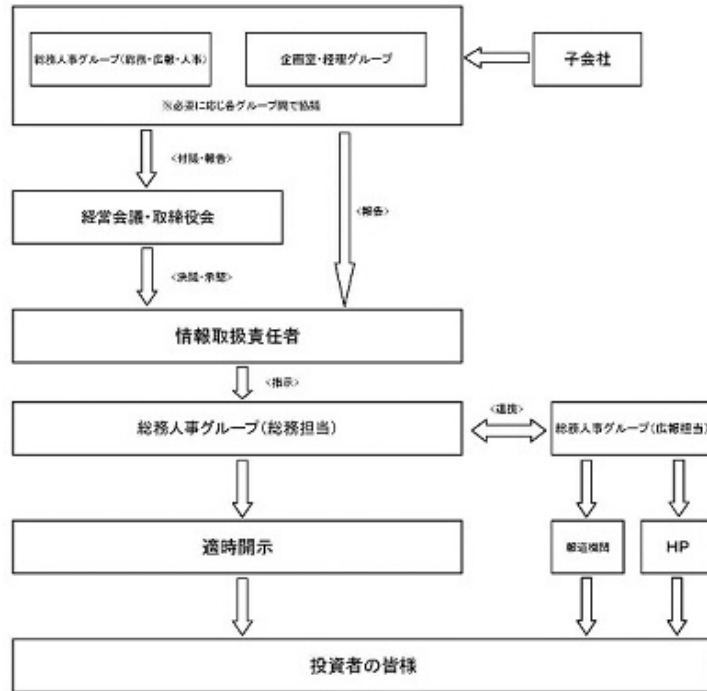 総務人事グループ(総務・広報・人事)
企画室・経理グループ
子会社
※必要に応じ各グループ間で協議
<付議・報告>
<報告>
経営会議・取締役会
<決議・承認>
情報取扱責任者
<指示>
総務人事グループ(総務担当)
<連携>
総務人事グループ(広報担当)
適時開示
報道機関
HP
投資者の皆様